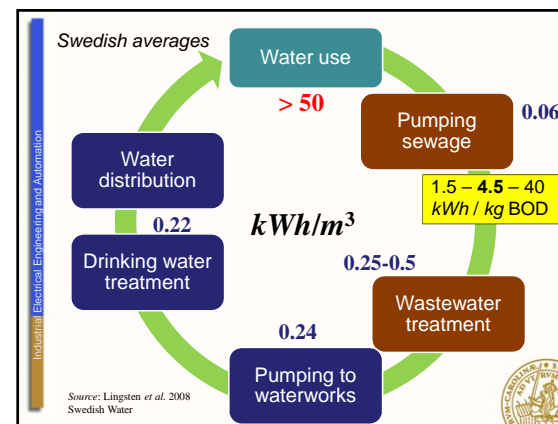 Swedish averages
Water use
> 50
0.06
Pumping
sewage
1.5 – 4.5 – 40
kWh / kg BOD
Water
distribution
kWh/m³
0.22
Drinking water
treatment
0.25-0.5
Wastewater
treatment
0.24
Pumping to
waterworks
Source: Lingsten et al. 2008
Swedish Water
Industrial Electrical Engineering and Automation